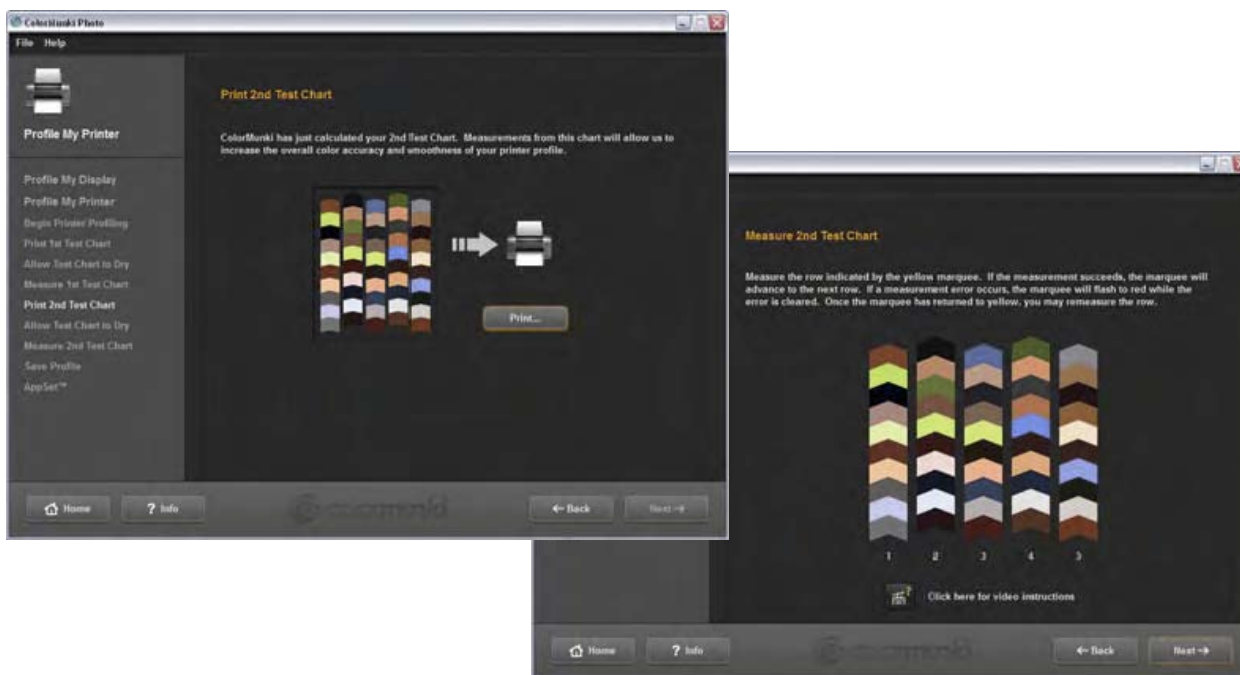 ColorMunki Photo
File Help
Profile My Printer
Profile My Display
Profile My Printer
Begin Printer Profiling
Print 1st Test Chart
Allow Test Chart to Dry
Measure 1st Test Chart
Print 2nd Test Chart
Allow Test Chart to Dry
Measure 2nd Test Chart
Save Profile
AppSet™
Print 2nd Test Chart
ColorMunki has just calculated your 2nd Test Chart. Measurements from this chart will allow us to
increase the overall color accuracy and smoothness of your printer profile.
Print...
Home
? Info
colormunki
← Back
Next →
Measure 2nd Test Chart
Measure the row indicated by the yellow marquee. If the measurement succeeds, the marquee will
advance to the next row. If a measurement error occurs, the marquee will flash to red while the
error is cleared. Once the marquee has returned to yellow, you may remeasure the row.
1 2 3 4 5
?
Click here for video instructions
Home
? Info
colormunki
← Back
Next →